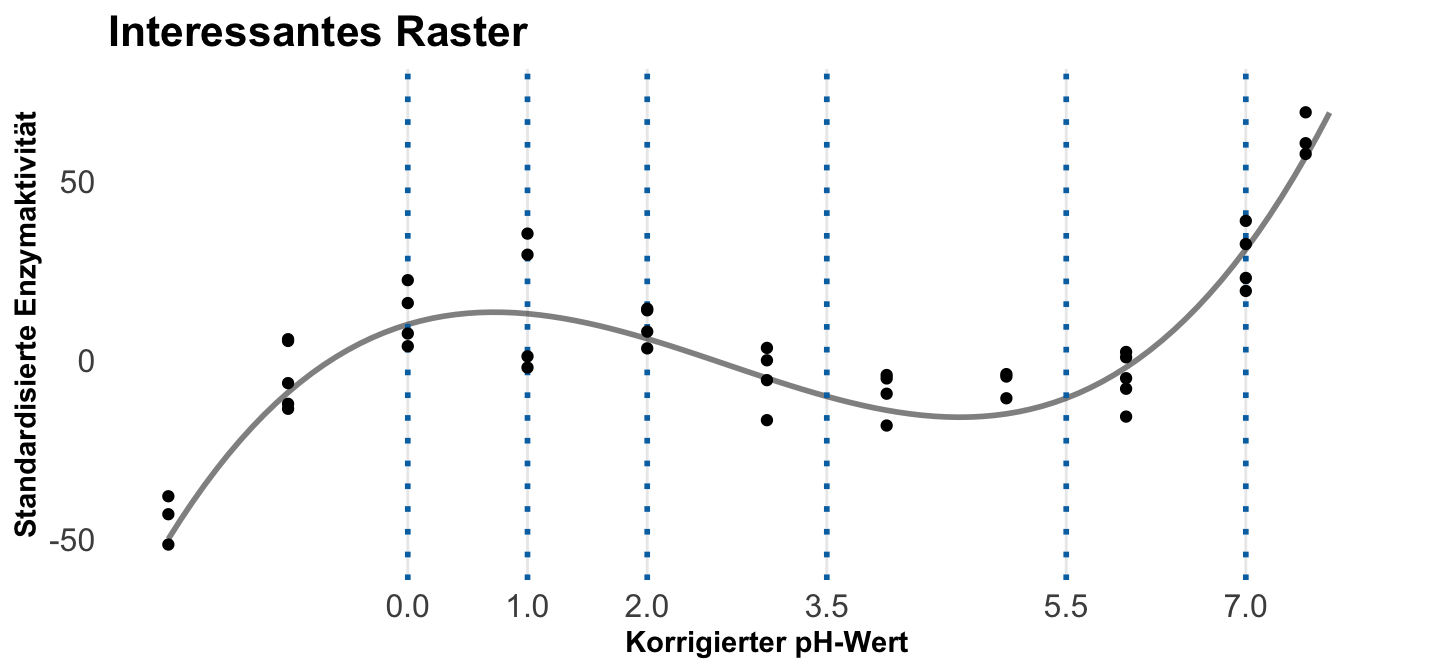 Interessantes Raster
Standardisierte Enzymaktivität
50
0
-50
0.0 1.0 2.0 3.5 5.5 7.0
Korrigierter pH-Wert